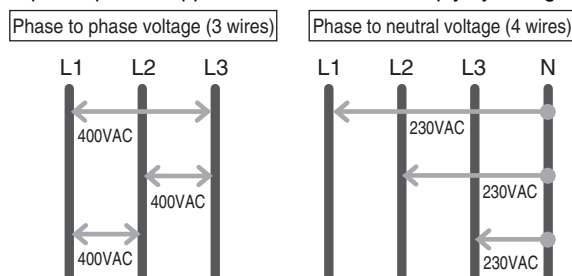 Phase to phase voltage (3 wires)
Phase to neutral voltage (4 wires)
L1 L2 L3
L1 L2 L3 N
400VAC
400VAC
400VAC
230VAC
230VAC
230VAC